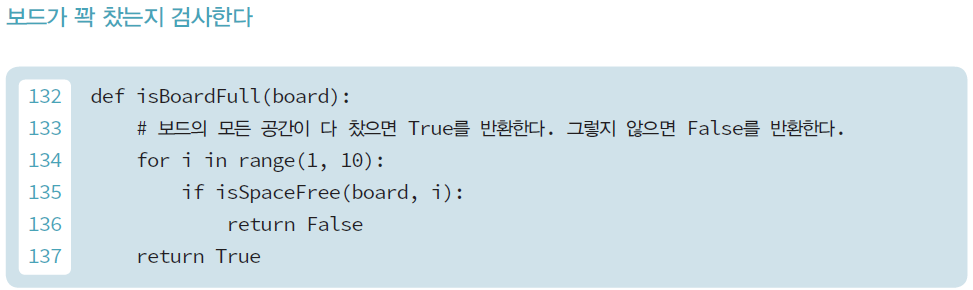 보드가 꽉 찼는지 검사한다
132 def isBoardFull(board):
133     # 보드의 모든 공간이 다 찼으면 True를 반환한다. 그렇지 않으면 False를 반환한다.
134     for i in range(1, 10):
135         if isSpaceFree(board, i):
136             return False
137     return True